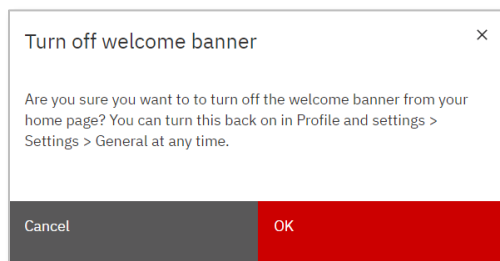 Turn off welcome banner
Are you sure you want to to turn off the welcome banner from your
home page? You can turn this back on in Profile and settings >
Settings > General at any time.
Cancel
OK